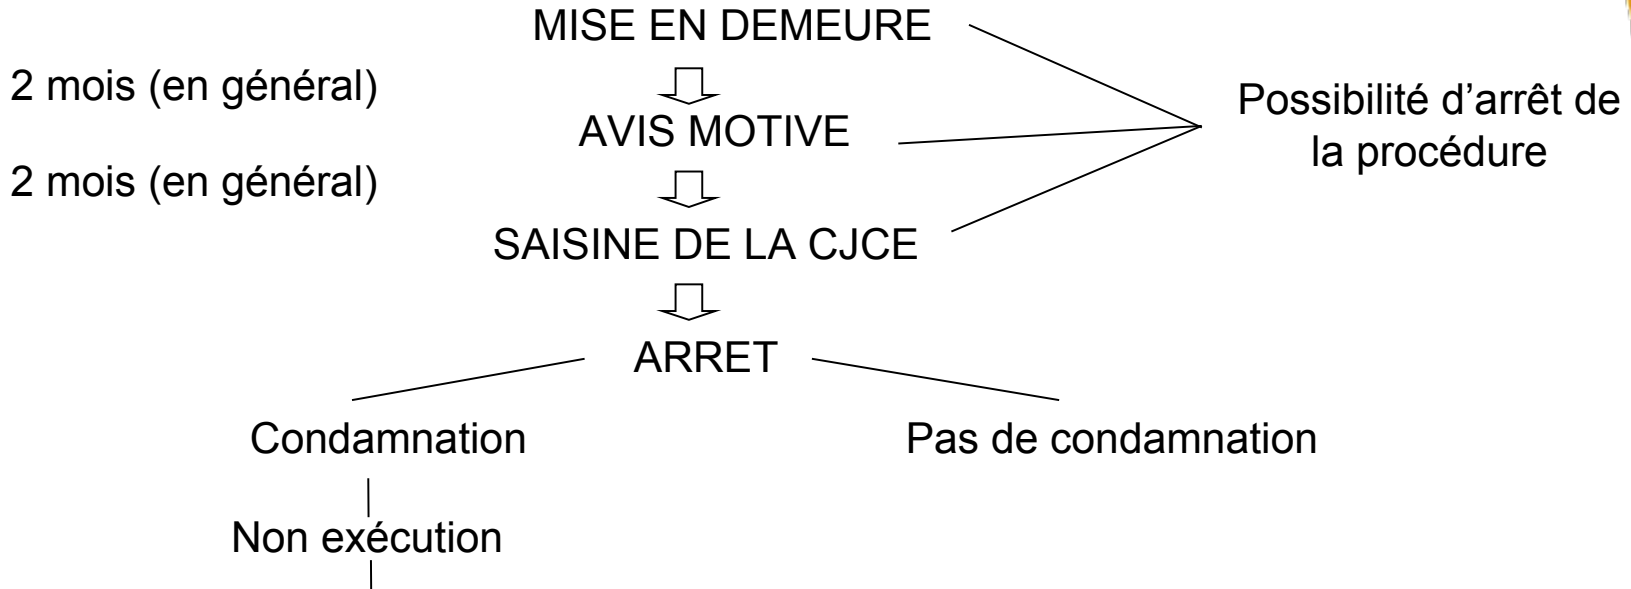 MISE EN DEMEURE
2 mois (en général)
AVIS MOTIVE
Possibilité d’arrêt de
la procédure
2 mois (en général)
SAISINE DE LA CJCE
ARRET
Condamnation
Pas de condamnation
Non exécution